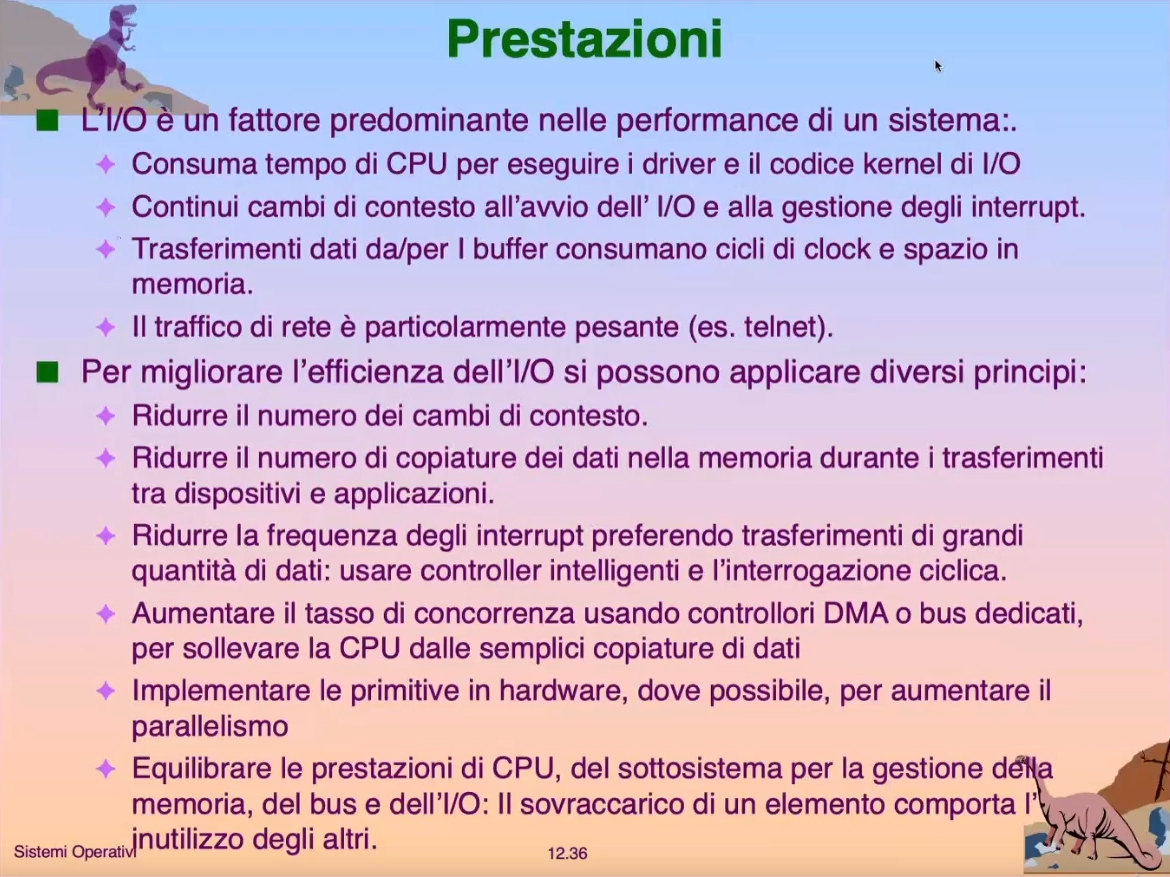 Prestazioni
L'I/O è un fattore predominante nelle performance di un sistema:.
Consuma tempo di CPU per eseguire i driver e il codice kernel di I/O
Continui cambi di contesto all'avvio dell' I/O e alla gestione degli interrupt.
Trasferimenti dati da/per I buffer consumano cicli di clock e spazio in
memoria.
Il traffico di rete è particolarmente pesante (es. telnet).
Per migliorare l'efficienza dell'I/O si possono applicare diversi principi:
Ridurre il numero dei cambi di contesto.
Ridurre il numero di copiature dei dati nella memoria durante i trasferimenti
tra dispositivi e applicazioni.
Ridurre la frequenza degli interrupt preferendo trasferimenti di grandi
quantità di dati: usare controller intelligenti e l'interrogazione ciclica.
Aumentare il tasso di concorrenza usando controllori DMA o bus dedicati,
per sollevare la CPU dalle semplici copiature di dati
Implementare le primitive in hardware, dove possibile, per aumentare il
parallelismo
Equilibrare le prestazioni di CPU, del sottosistema per la gestione della
memoria, del bus e dell'I/O: Il sovraccarico di un elemento comporta l'
inutilizzo degli altri.
Sistemi Operativi
12.36